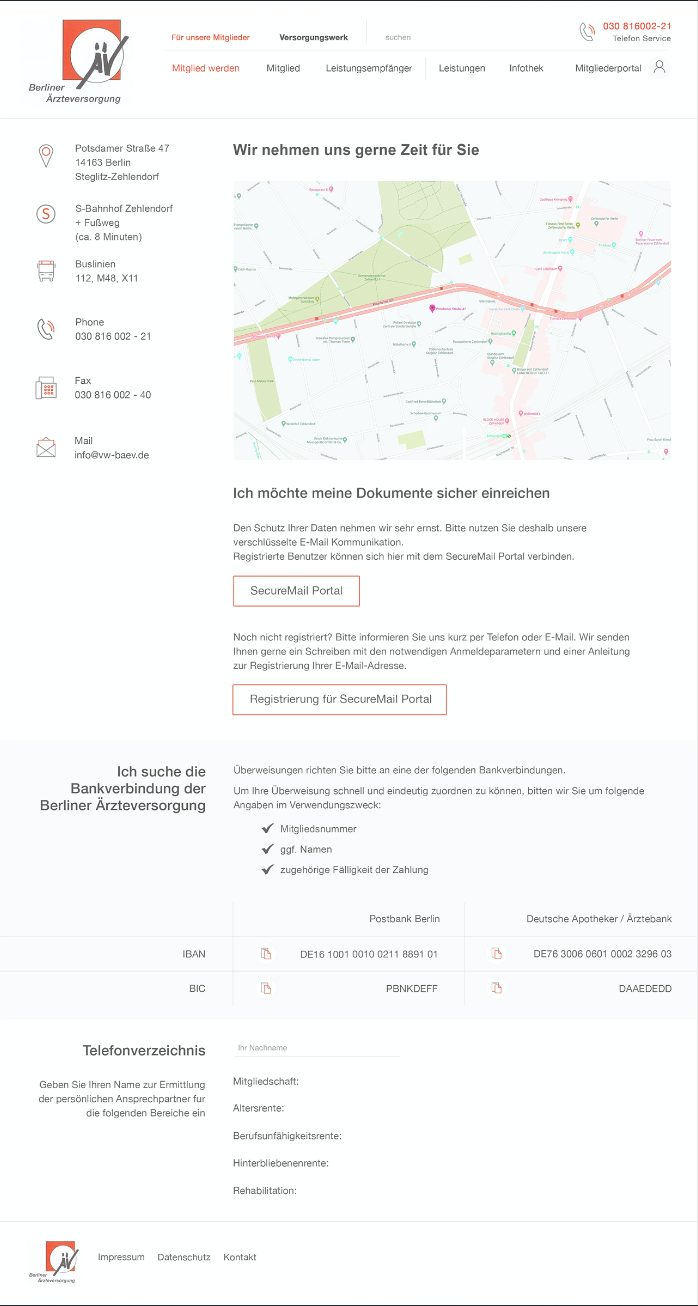 ÄV
Berliner
Ärzteversorgung
Für unsere Mitglieder
Versorgungswerk
suchen
030 816002-21
Telefon Service
Mitglied werden
Mitglied
Leistungsempfänger
Leistungen
Infothek
Mitgliederportal
Potsdamer Straße 47
14163 Berlin
Steglitz-Zehlendorf
S
S-Bahnhof Zehlendorf
+ Fußweg
(ca. 8 Minuten)
Buslinien
112, M48, X11
Phone
030 816 002 - 21
Fax
030 816 002 - 40
Mail
info@vw-baev.de
Wir nehmen uns gerne Zeit für Sie
Ich möchte meine Dokumente sicher einreichen
Den Schutz Ihrer Daten nehmen wir sehr ernst. Bitte nutzen Sie deshalb unsere
verschlüsselte E-Mail Kommunikation.
Registrierte Benutzer können sich hier mit dem SecureMail Portal verbinden.
SecureMail Portal
Noch nicht registriert? Bitte informieren Sie uns kurz per Telefon oder E-Mail. Wir senden
Ihnen gerne ein Schreiben mit den notwendigen Anmeldeparametern und einer Anleitung
zur Registrierung Ihrer E-Mail-Adresse.
Registrierung für SecureMail Portal
Ich suche die
Bankverbindung der
Berliner Ärzteversorgung
Überweisungen richten Sie bitte an eine der folgenden Bankverbindungen.
Um Ihre Überweisung schnell und eindeutig zuordnen zu können, bitten wir Sie um folgende
Angaben im Verwendungszweck:
Mitgliedsnummer
ggf. Namen
zugehörige Fälligkeit der Zahlung
Postbank Berlin
Deutsche Apotheker / Ärztebank
IBAN
DE16 1001 0010 0211 8891 01
DE76 3006 0601 0002 3296 03
BIC
PBNKDEFF
DAAEDEDD
Telefonverzeichnis
Geben Sie Ihren Name zur Ermittlung
der persönlichen Ansprechpartner fur
die folgenden Bereiche ein
Ihr Nachname
Mitgliedschaft:
Altersrente:
Berufsunfähigkeitsrente:
Hinterbliebenenrente:
Rehabilitation:
ÄV
Berliner
Ärzteversorgung
Impressum
Datenschutz
Kontakt